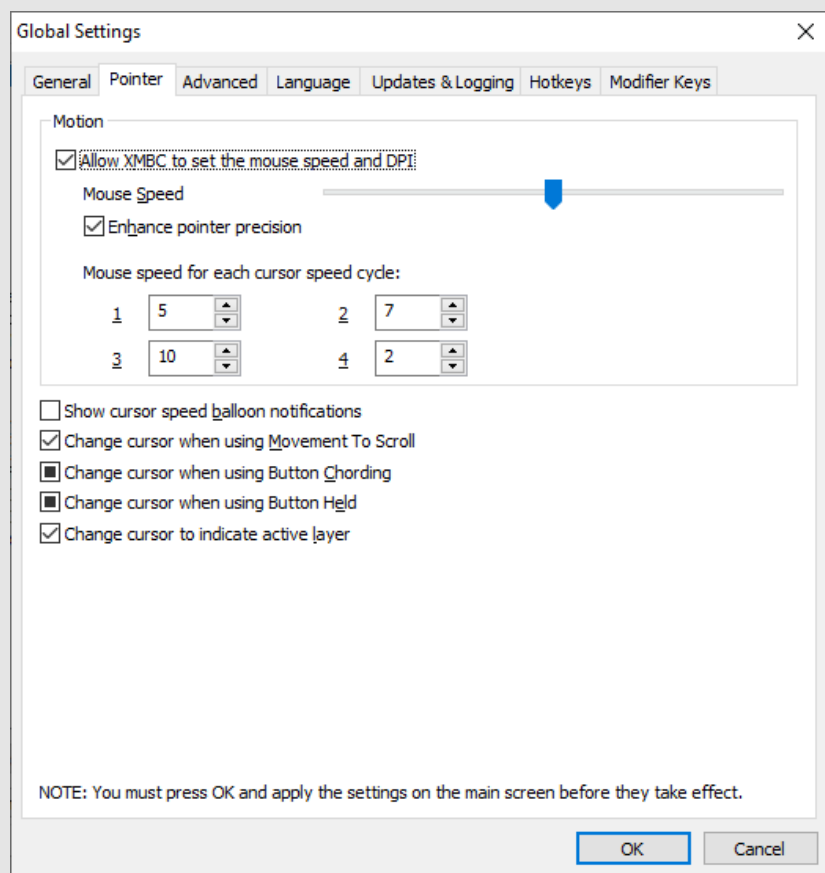 Global Settings
General Pointer Advanced Language Updates & Logging Hotkeys Modifier Keys
Motion
Allow XMBC to set the mouse speed and DPI
Mouse Speed
Enhance pointer precision
Mouse speed for each cursor speed cycle:
1 5 2 7
3 10 4 2
Show cursor speed balloon notifications
Change cursor when using Movement To Scroll
Change cursor when using Button Chording
Change cursor when using Button Held
Change cursor to indicate active layer
NOTE: You must press OK and apply the settings on the main screen before they take effect.
OK Cancel